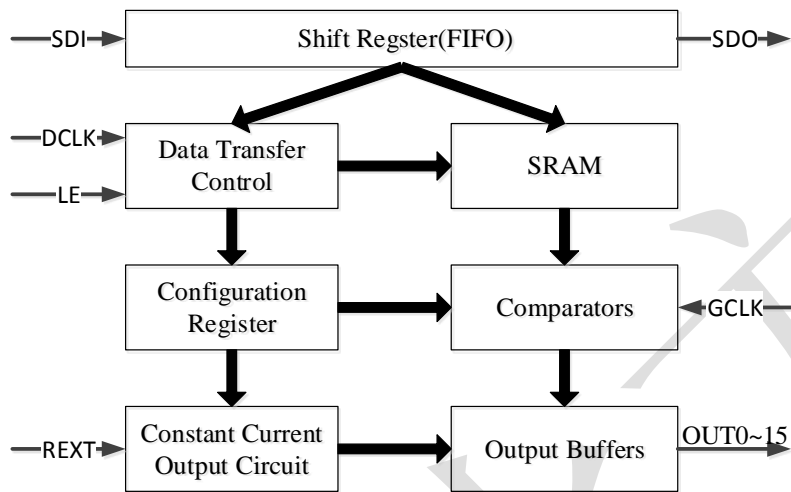 SDI
Shift Regster(FIFO)
SDO
DCLK
LE
Data Transfer
Control
SRAM
Configuration
Register
Comparators
GCLK
REXT
Constant Current
Output Circuit
Output Buffers
OUT0~15